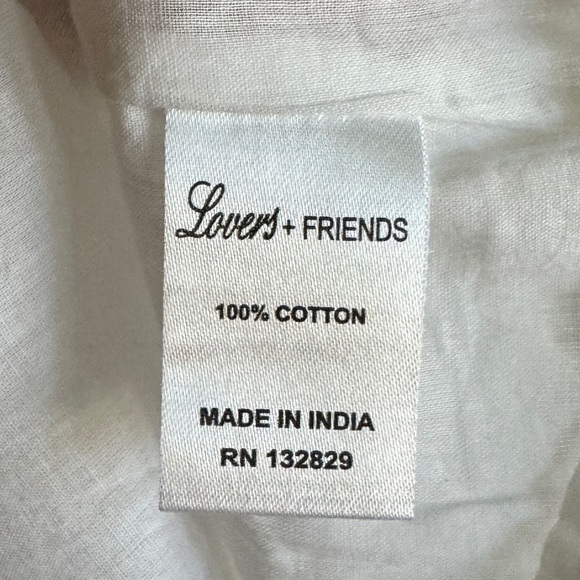 Lovers + FRIENDS
100% COTTON
MADE IN INDIA
RN 132829